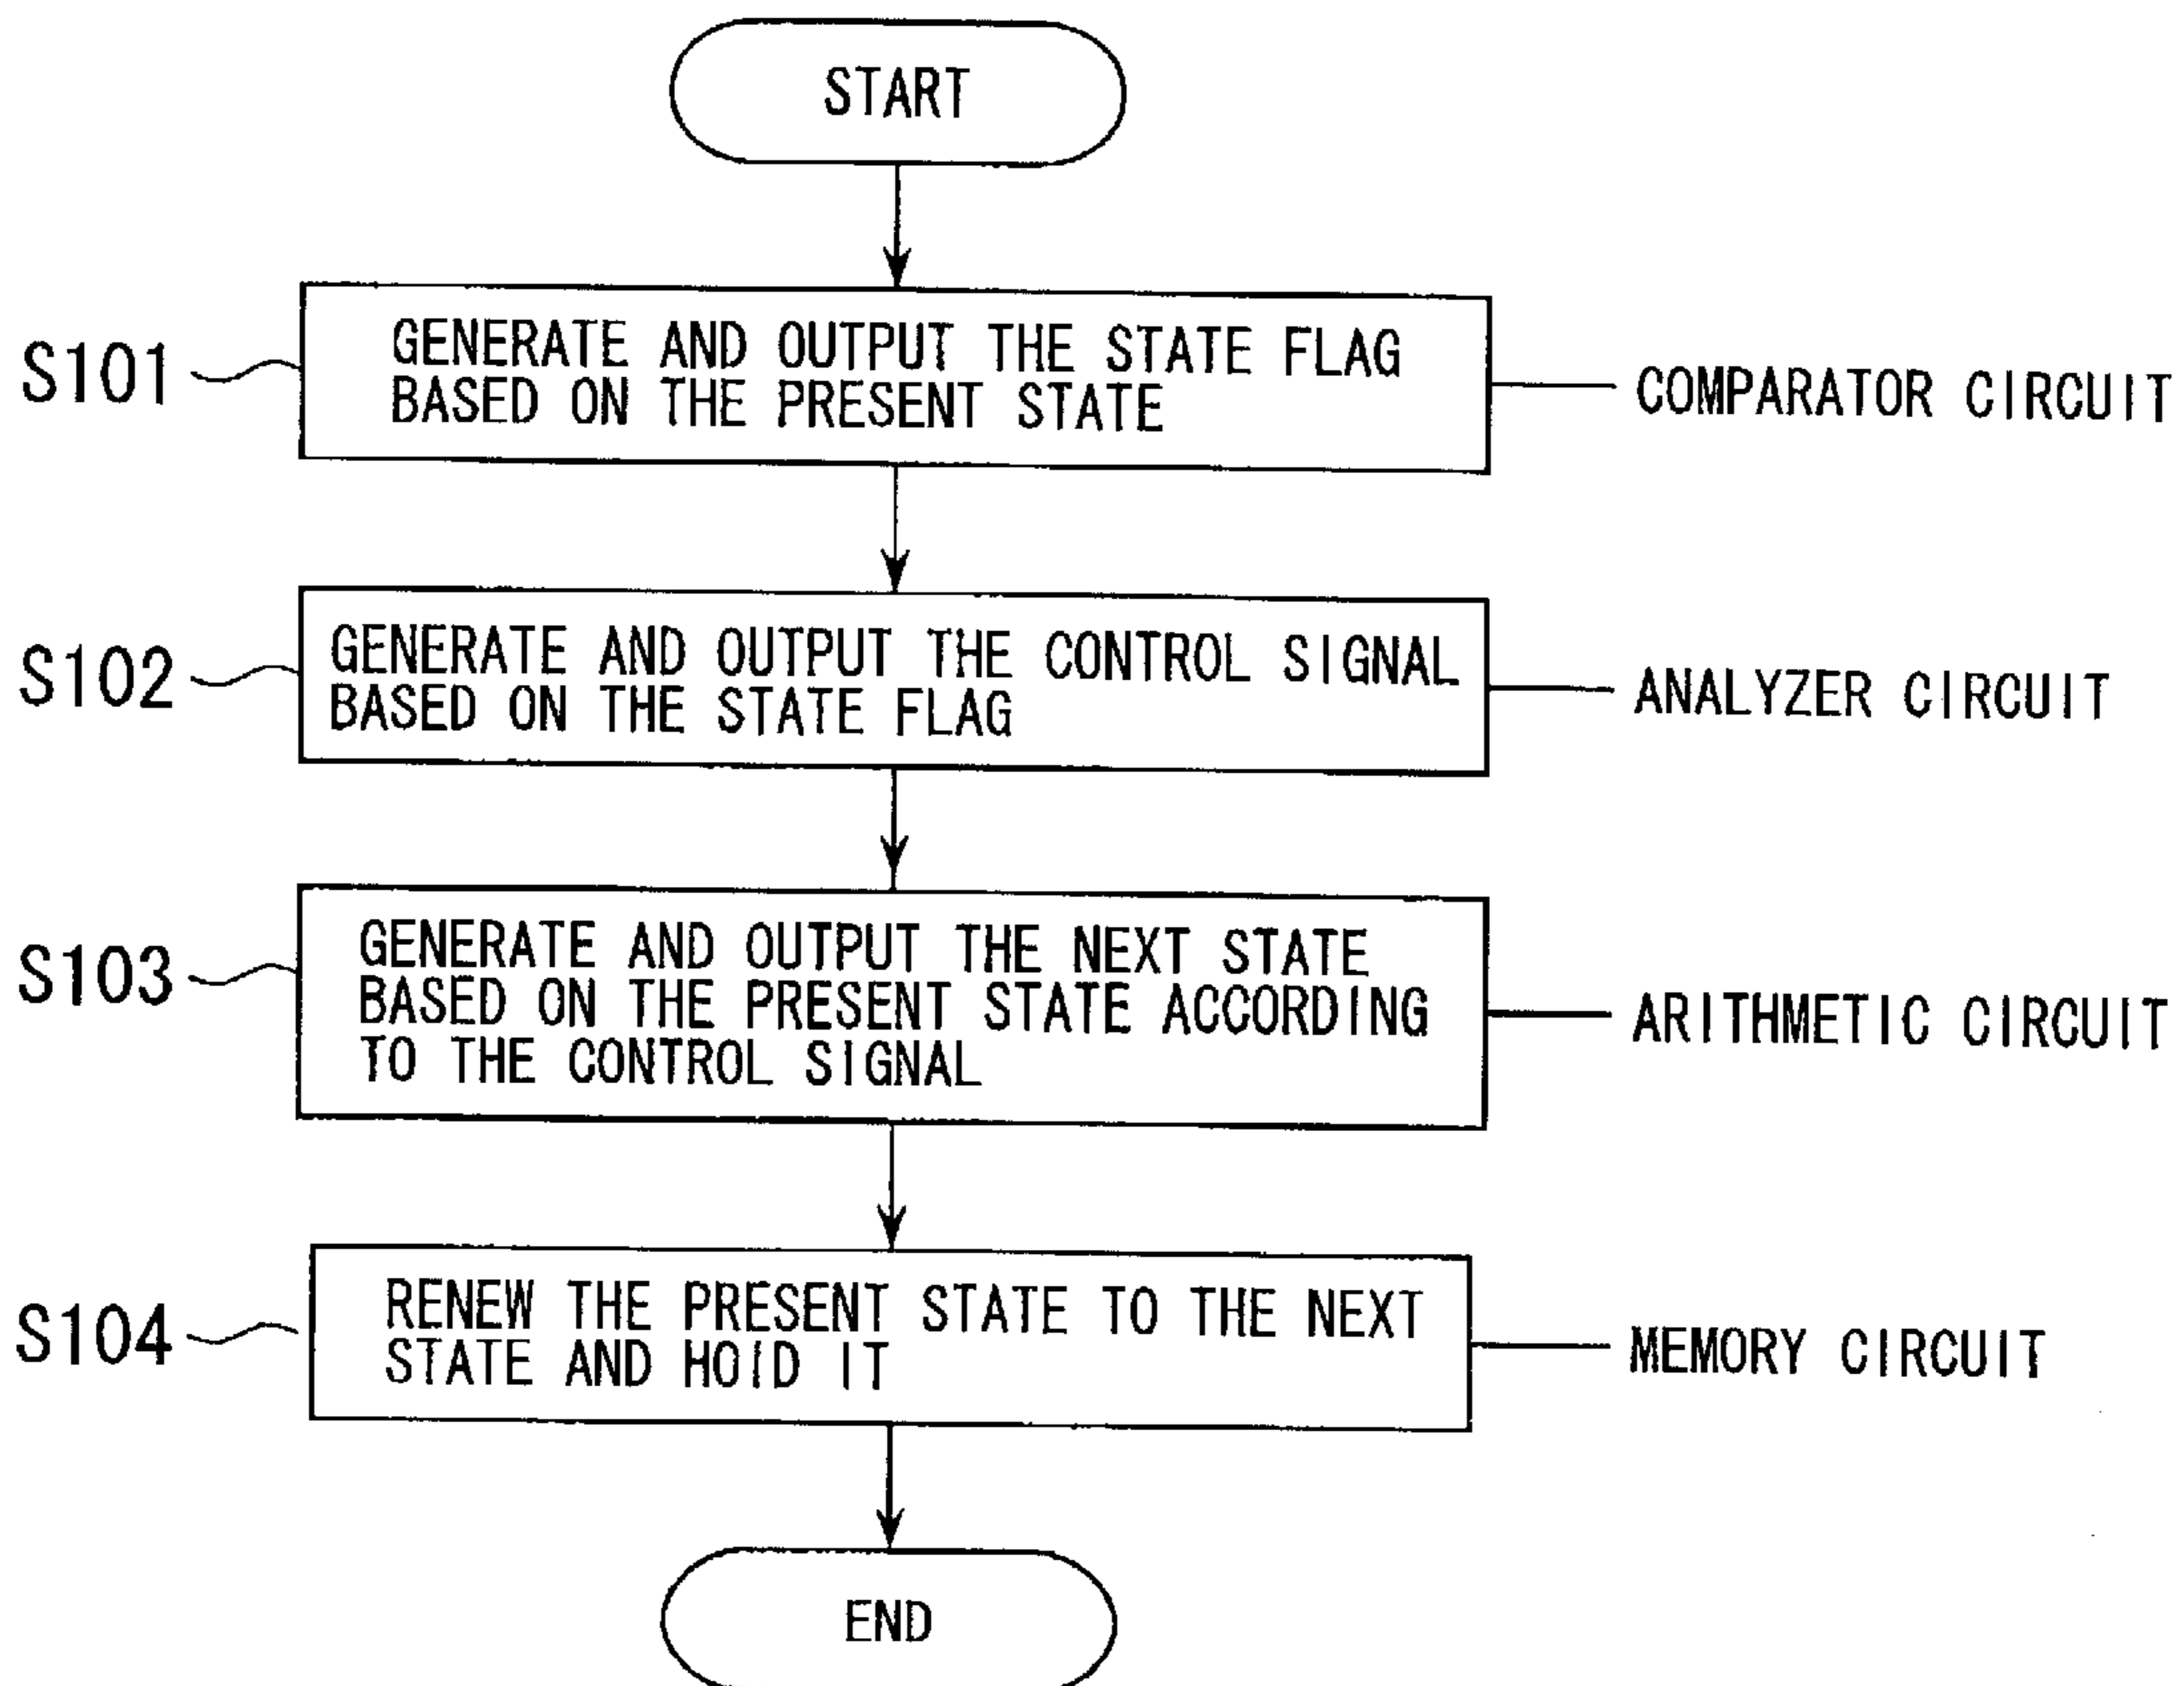 START
S101
GENERATE AND OUTPUT THE STATE FLAG
BASED ON THE PRESENT STATE
COMPARATOR CIRCUIT
S102
GENERATE AND OUTPUT THE CONTROL SIGNAL
BASED ON THE STATE FLAG
ANALYZER CIRCUIT
S103
GENERATE AND OUTPUT THE NEXT STATE
BASED ON THE PRESENT STATE ACCORDING
TO THE CONTROL SIGNAL
ARITHMETIC CIRCUIT
S104
RENEW THE PRESENT STATE TO THE NEXT
STATE AND HOID IT
MEMORY CIRCUIT
END